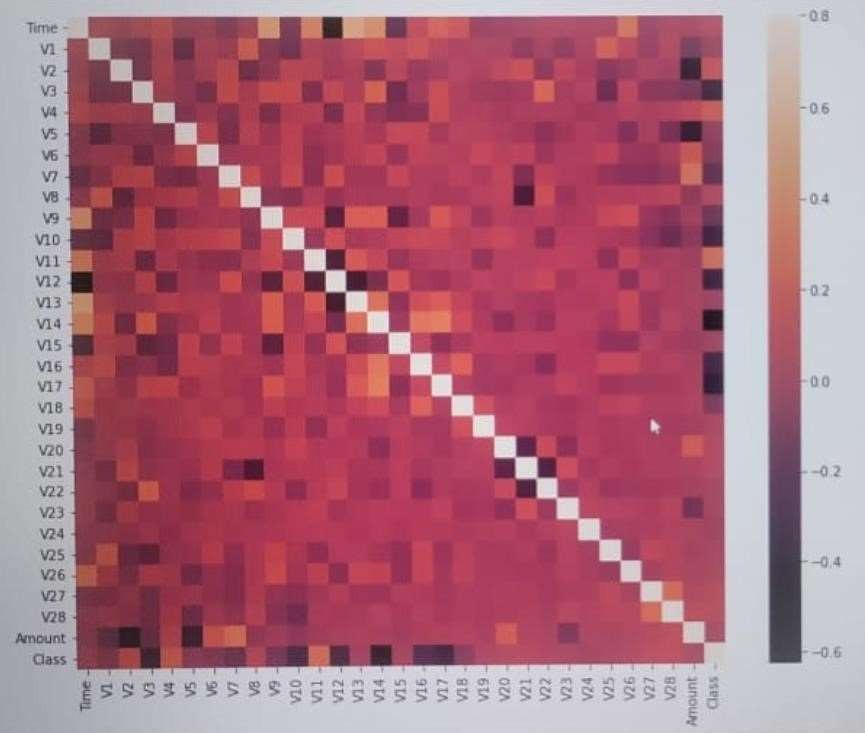 Time
V1
V2
V3
V4
V5
V6
V7
V8
V9
V10
V11
V12
V13
V14
V15
V16
V17
V18
V19
V20
V21
V22
V23
V24
V25
V26
V27
V28
Amount
Class
Time
V1
V2
V3
V4
V5
V6
V7
V8
V9
V10
V11
V12
V13
V14
V15
V16
V17
V18
V19
V20
V21
V22
V23
V24
V25
V26
V27
V28
Amount
Class
0.8
0.6
0.4
0.2
0.0
−0.2
−0.4
−0.6